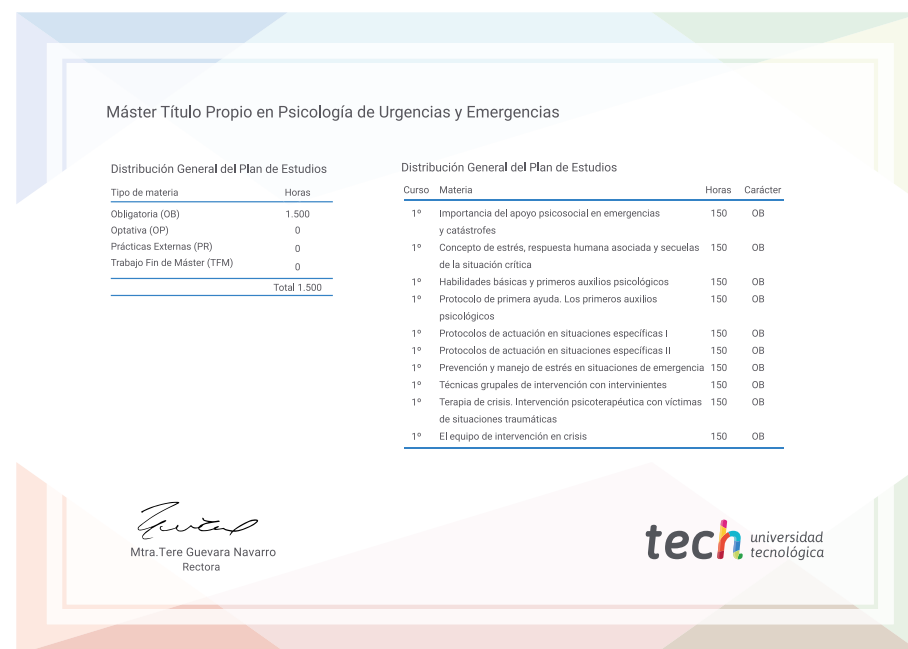 Máster Título Propio en Psicología de Urgencias y Emergencias
Distribución General del Plan de Estudios
Tipo de materia Horas
Obligatoria (OB) 1.500
Optativa (OP) 0
Prácticas Externas (PR) 0
Trabajo Fin de Máster (TFM) 0
Total 1.500
Distribución General del Plan de Estudios
Curso Materia Horas Carácter
1º Importancia del apoyo psicosocial en emergencias 150 OB
y catástrofes
1º Concepto de estrés, respuesta humana asociada y secuelas 150 OB
de la situación crítica
1º Habilidades básicas y primeros auxilios psicológicos 150 OB
1º Protocolo de primera ayuda. Los primeros auxilios 150 OB
psicológicos
1º Protocolos de actuación en situaciones específicas I 150 OB
1º Protocolos de actuación en situaciones específicas II 150 OB
1º Prevención y manejo de estrés en situaciones de emergencia 150 OB
1º Técnicas grupales de intervención con intervinientes 150 OB
1º Terapia de crisis. Intervención psicoterapéutica con víctimas 150 OB
de situaciones traumáticas
1º El equipo de intervención en crisis 150 OB
Mtra.Tere Guevara Navarro
Rectora
tech universidad
tecnológica